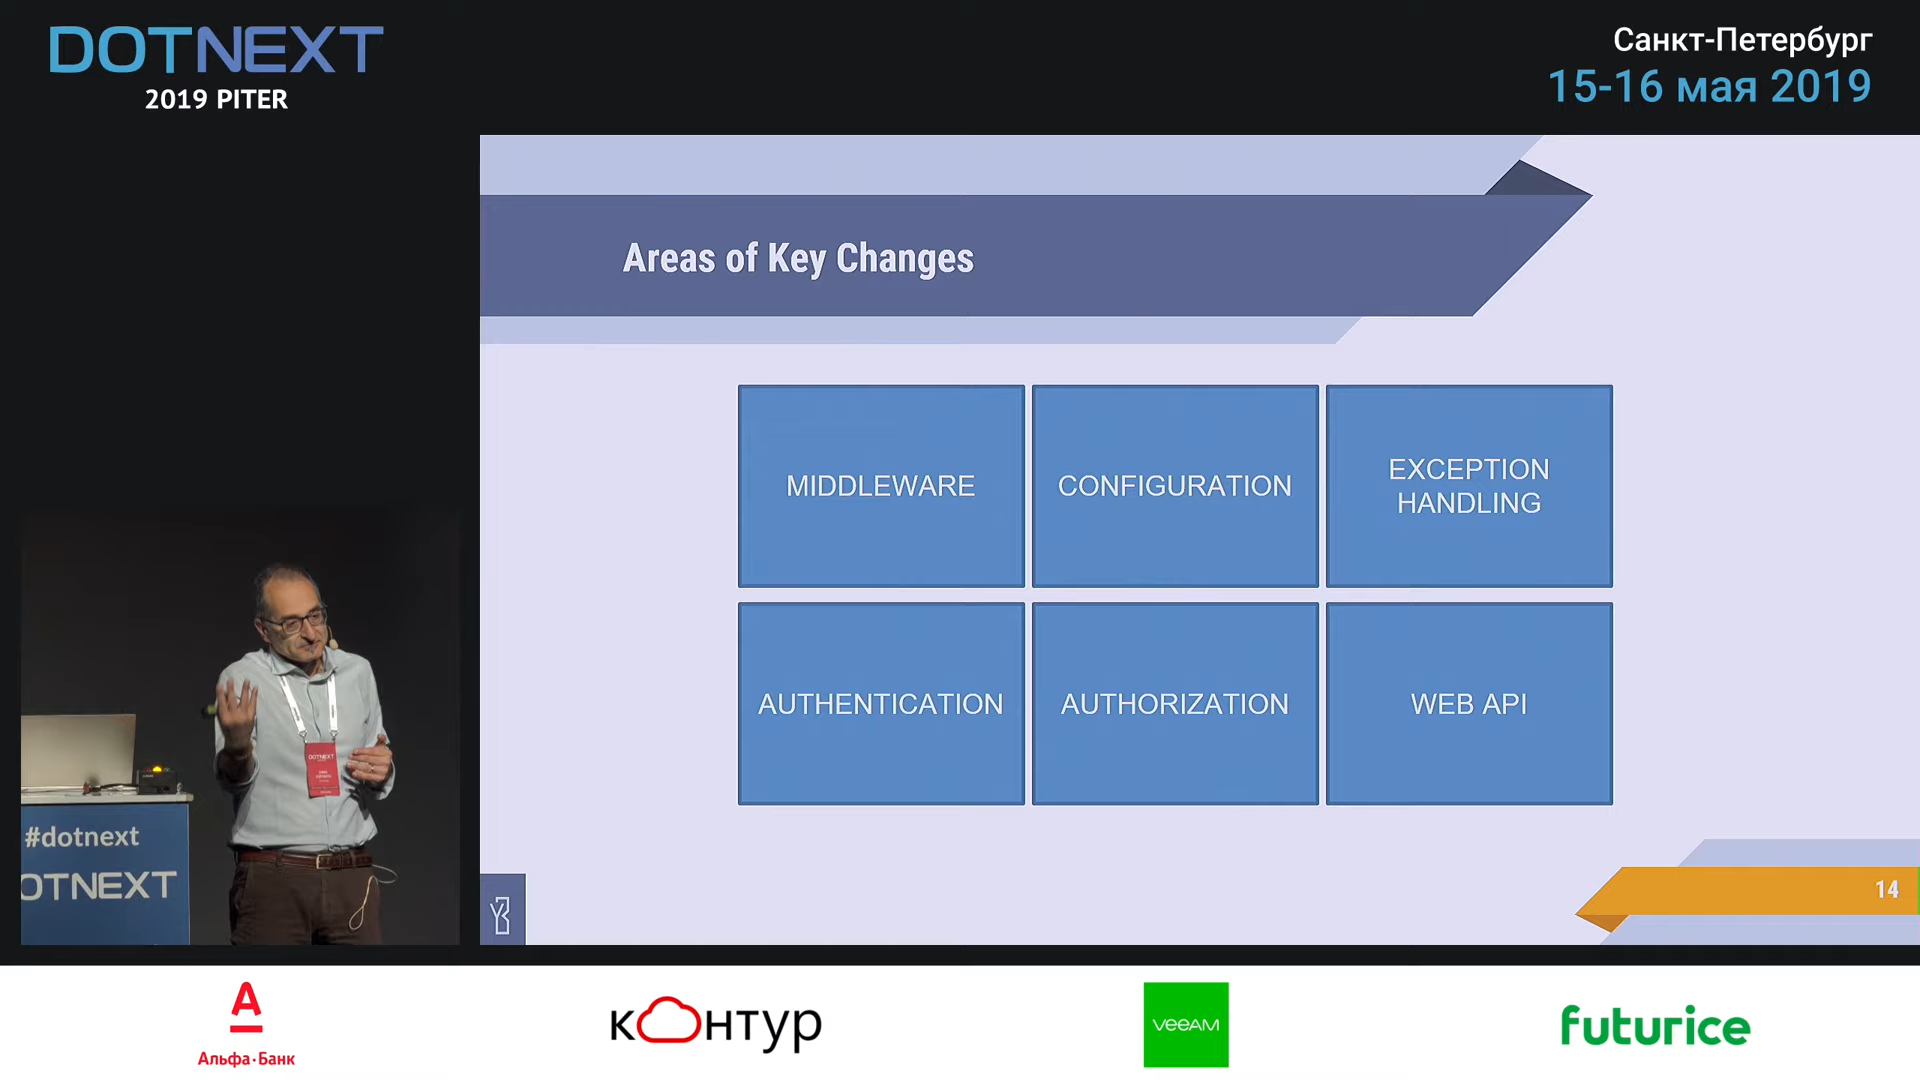 DOTNEXT
2019 PITER
Санкт-Петербург
15-16 мая 2019
Areas of Key Changes
MIDDLEWARE
CONFIGURATION
EXCEPTION
HANDLING
AUTHENTICATION
AUTHORIZATION
WEB API
14
DOTNEXT
#dotnext
OTNEXT
А
Альфа·Банк
контур
veeAM
futurice